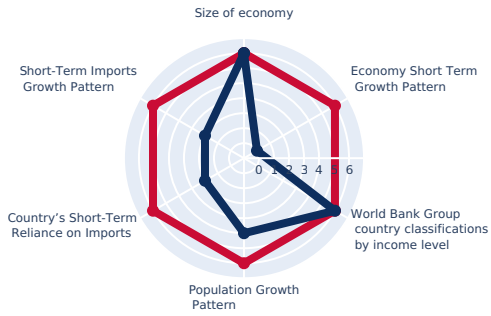 Size of economy
Short-Term Imports
Growth Pattern
Economy Short Term
Growth Pattern
0 1 2 3 4 5 6
Country’s Short-Term
Reliance on Imports
World Bank Group
country classifications
by income level
Population Growth
Pattern